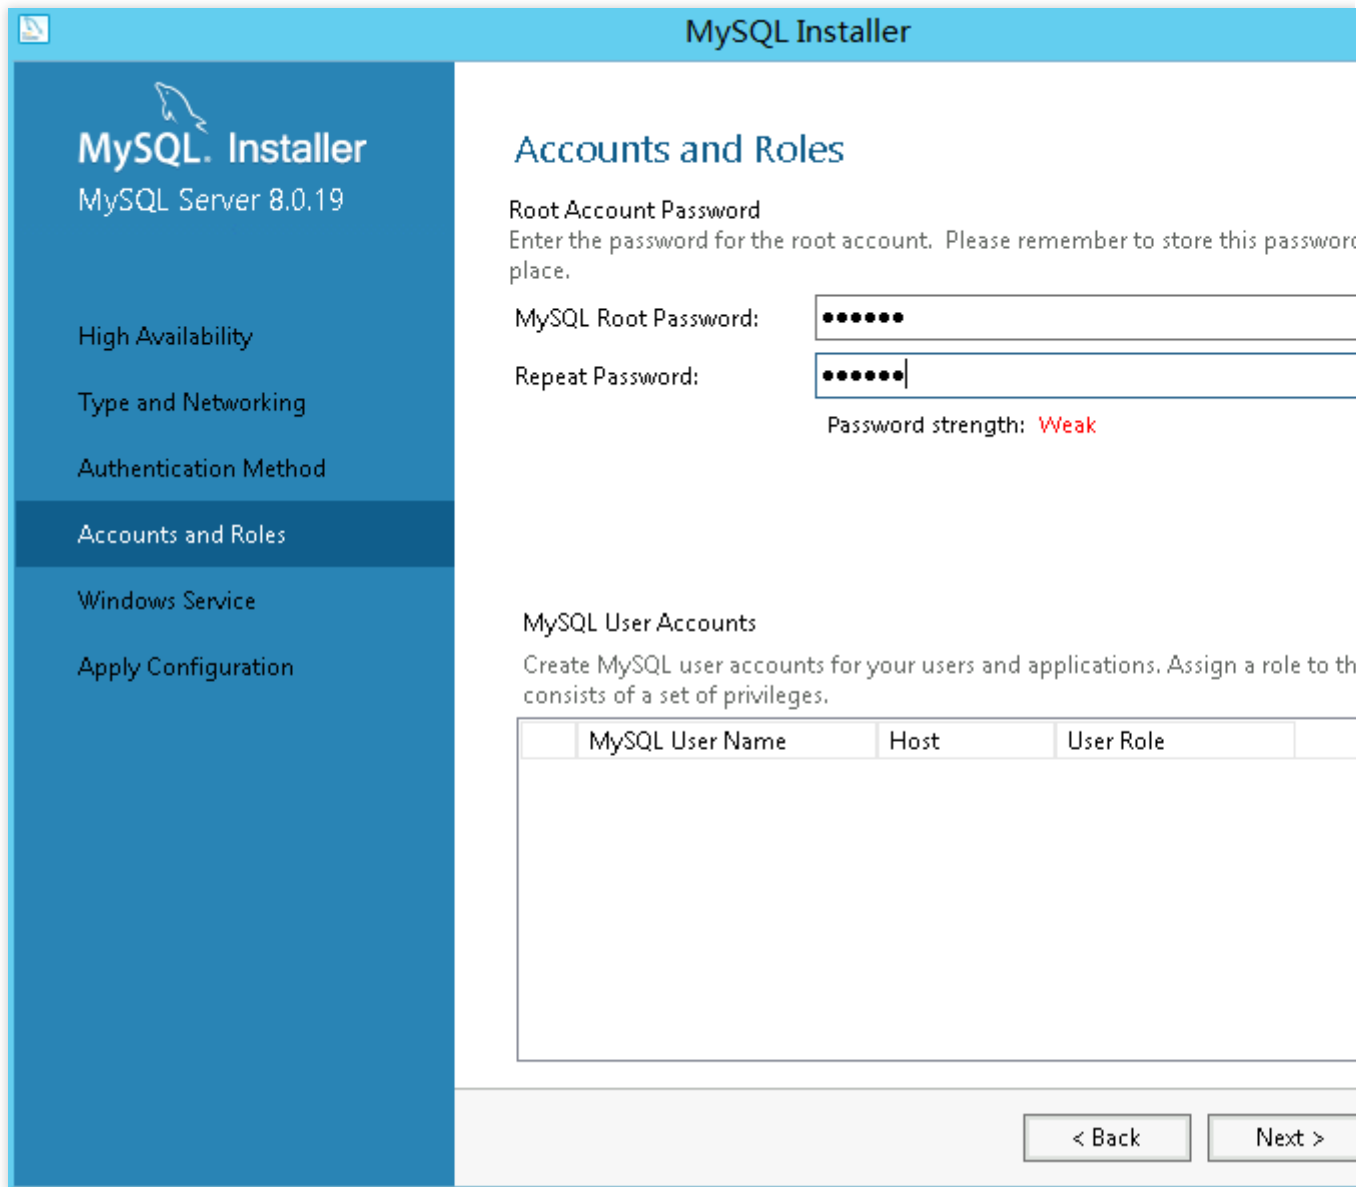 MySQL Installer
MySQL. Installer
MySQL Server 8.0.19
High Availability
Type and Networking
Authentication Method
Accounts and Roles
Windows Service
Apply Configuration
Accounts and Roles
Root Account Password
Enter the password for the root account.  Please remember to store this password
place.
MySQL Root Password:
Repeat Password:
Password strength: Weak
MySQL User Accounts
Create MySQL user accounts for your users and applications. Assign a role to th
consists of a set of privileges.
MySQL User Name Host User Role
< Back Next >